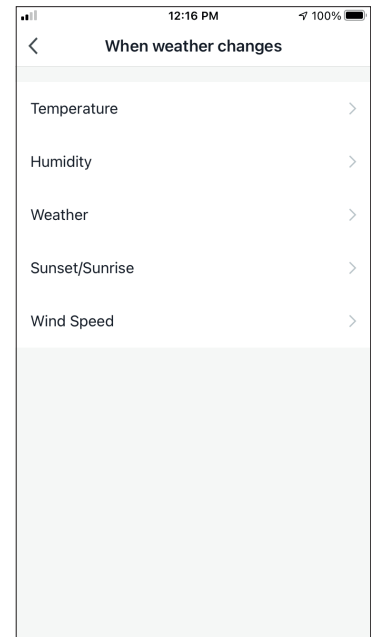 12:16 PM 100%
When weather changes
Temperature
Humidity
Weather
Sunset/Sunrise
Wind Speed